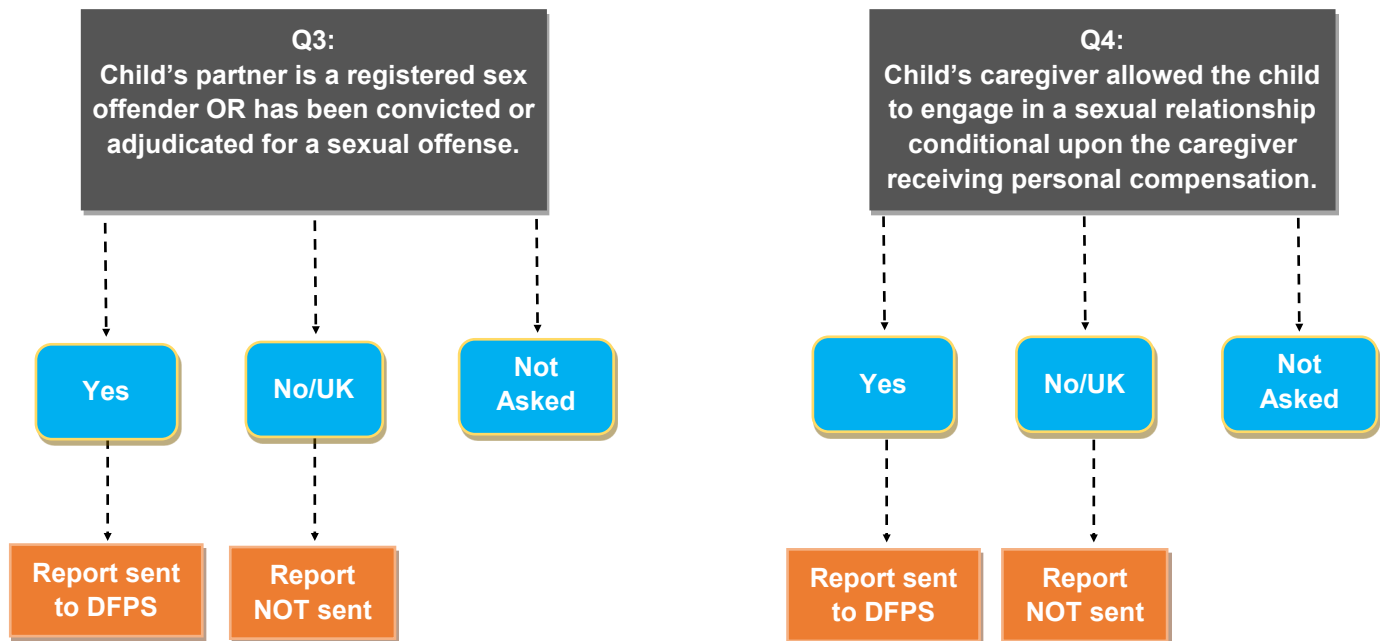 Q3:
Child’s partner is a registered sex
offender OR has been convicted or
adjudicated for a sexual offense.
Yes
No/UK
Not
Asked
Report sent
to DFPS
Report
NOT sent
Q4:
Child’s caregiver allowed the child
to engage in a sexual relationship
conditional upon the caregiver
receiving personal compensation.
Yes
No/UK
Not
Asked
Report sent
to DFPS
Report
NOT sent